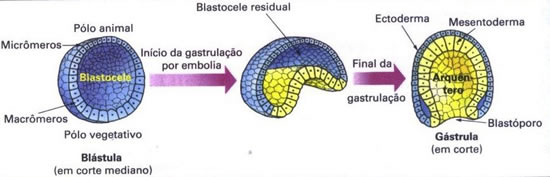 Pólo animal
Micrômeros
Blastocele
Macrômeros
Pólo vegetativo
Blástula
(em corte mediano)
Início da gastrulação
por embolia
Blastocele residual
Final da
gastrulação
Ectoderma
Mesentoderma
Arquên-
tero
Blastóporo
Gástrula
(em corte)